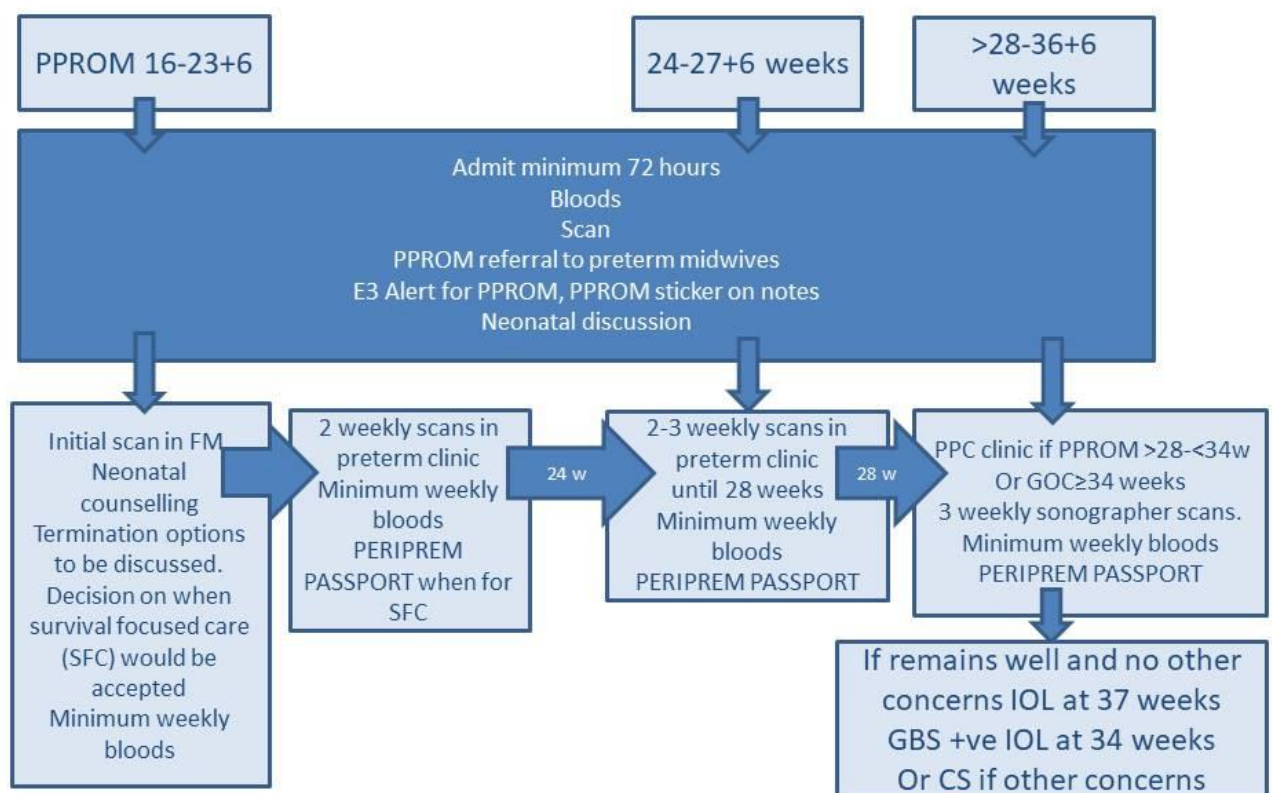 PPROM 16-23+6
24-27+6 weeks
>28-36+6
weeks
Admit minimum 72 hours
Bloods
Scan
PPROM referral to preterm midwives
E3 Alert for PPROM, PPROM sticker on notes
Neonatal discussion
Initial scan in FM
Neonatal
counselling
Termination options
to be discussed.
Decision on when
survival focused care
(SFC) would be
accepted
Minimum weekly
bloods
2 weekly scans in
preterm clinic
Minimum weekly
bloods
PERIPREM
PASSPORT when for
SFC
24 w
2-3 weekly scans in
preterm clinic
until 28 weeks
Minimum weekly
bloods
PERIPREM PASSPORT
28 w
PPC clinic if PPROM >28-<34w
Or GOC≥34 weeks
3 weekly sonographer scans.
Minimum weekly bloods
PERIPREM PASSPORT
If remains well and no other
concerns IOL at 37 weeks
GBS +ve IOL at 34 weeks
Or CS if other concerns